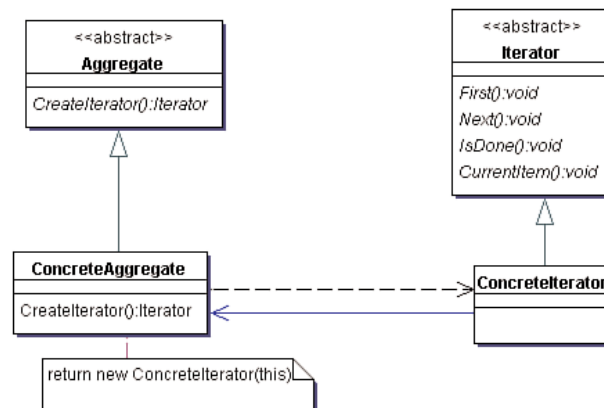 <<abstract>>
Aggregate
CreateIterator():Iterator
<<abstract>>
Iterator
First():void
Next():void
IsDone():void
CurrentItem():void
ConcreteAggregate
CreateIterator():Iterator
ConcreteIterator
return new ConcreteIterator(this)